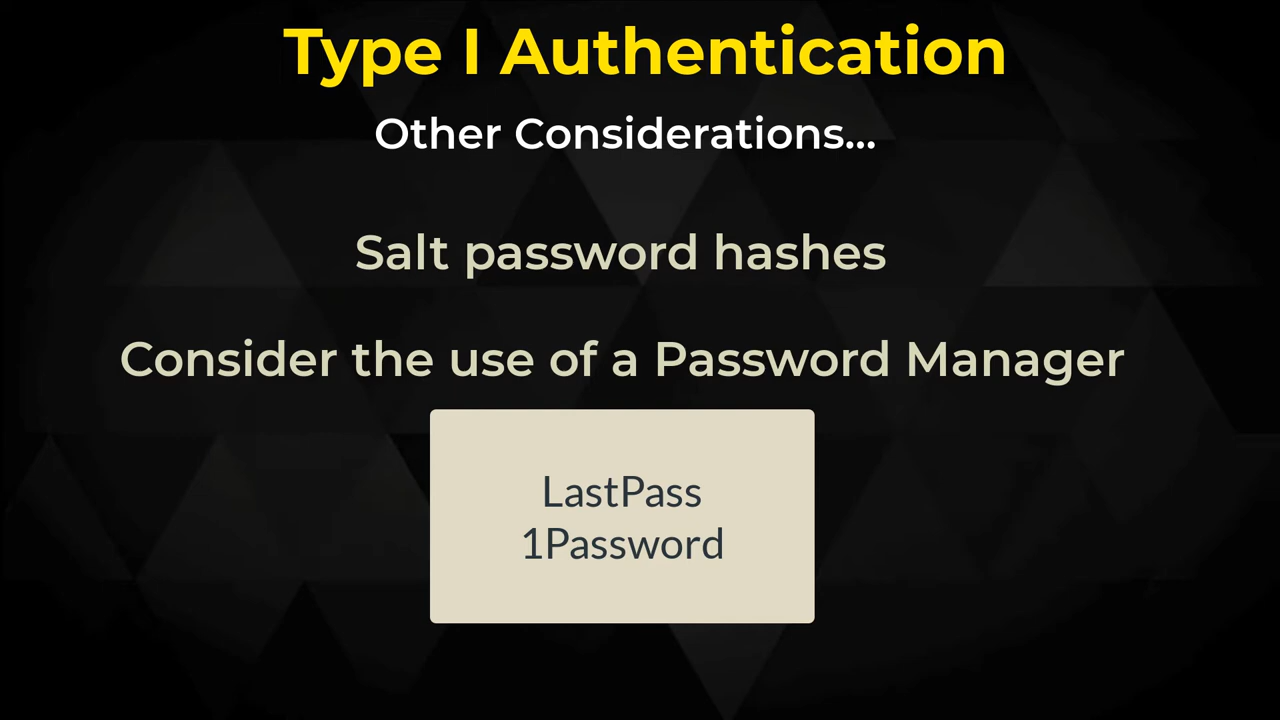 Type I Authentication
Other Considerations...
Salt password hashes
Consider the use of a Password Manager
LastPass
1Password